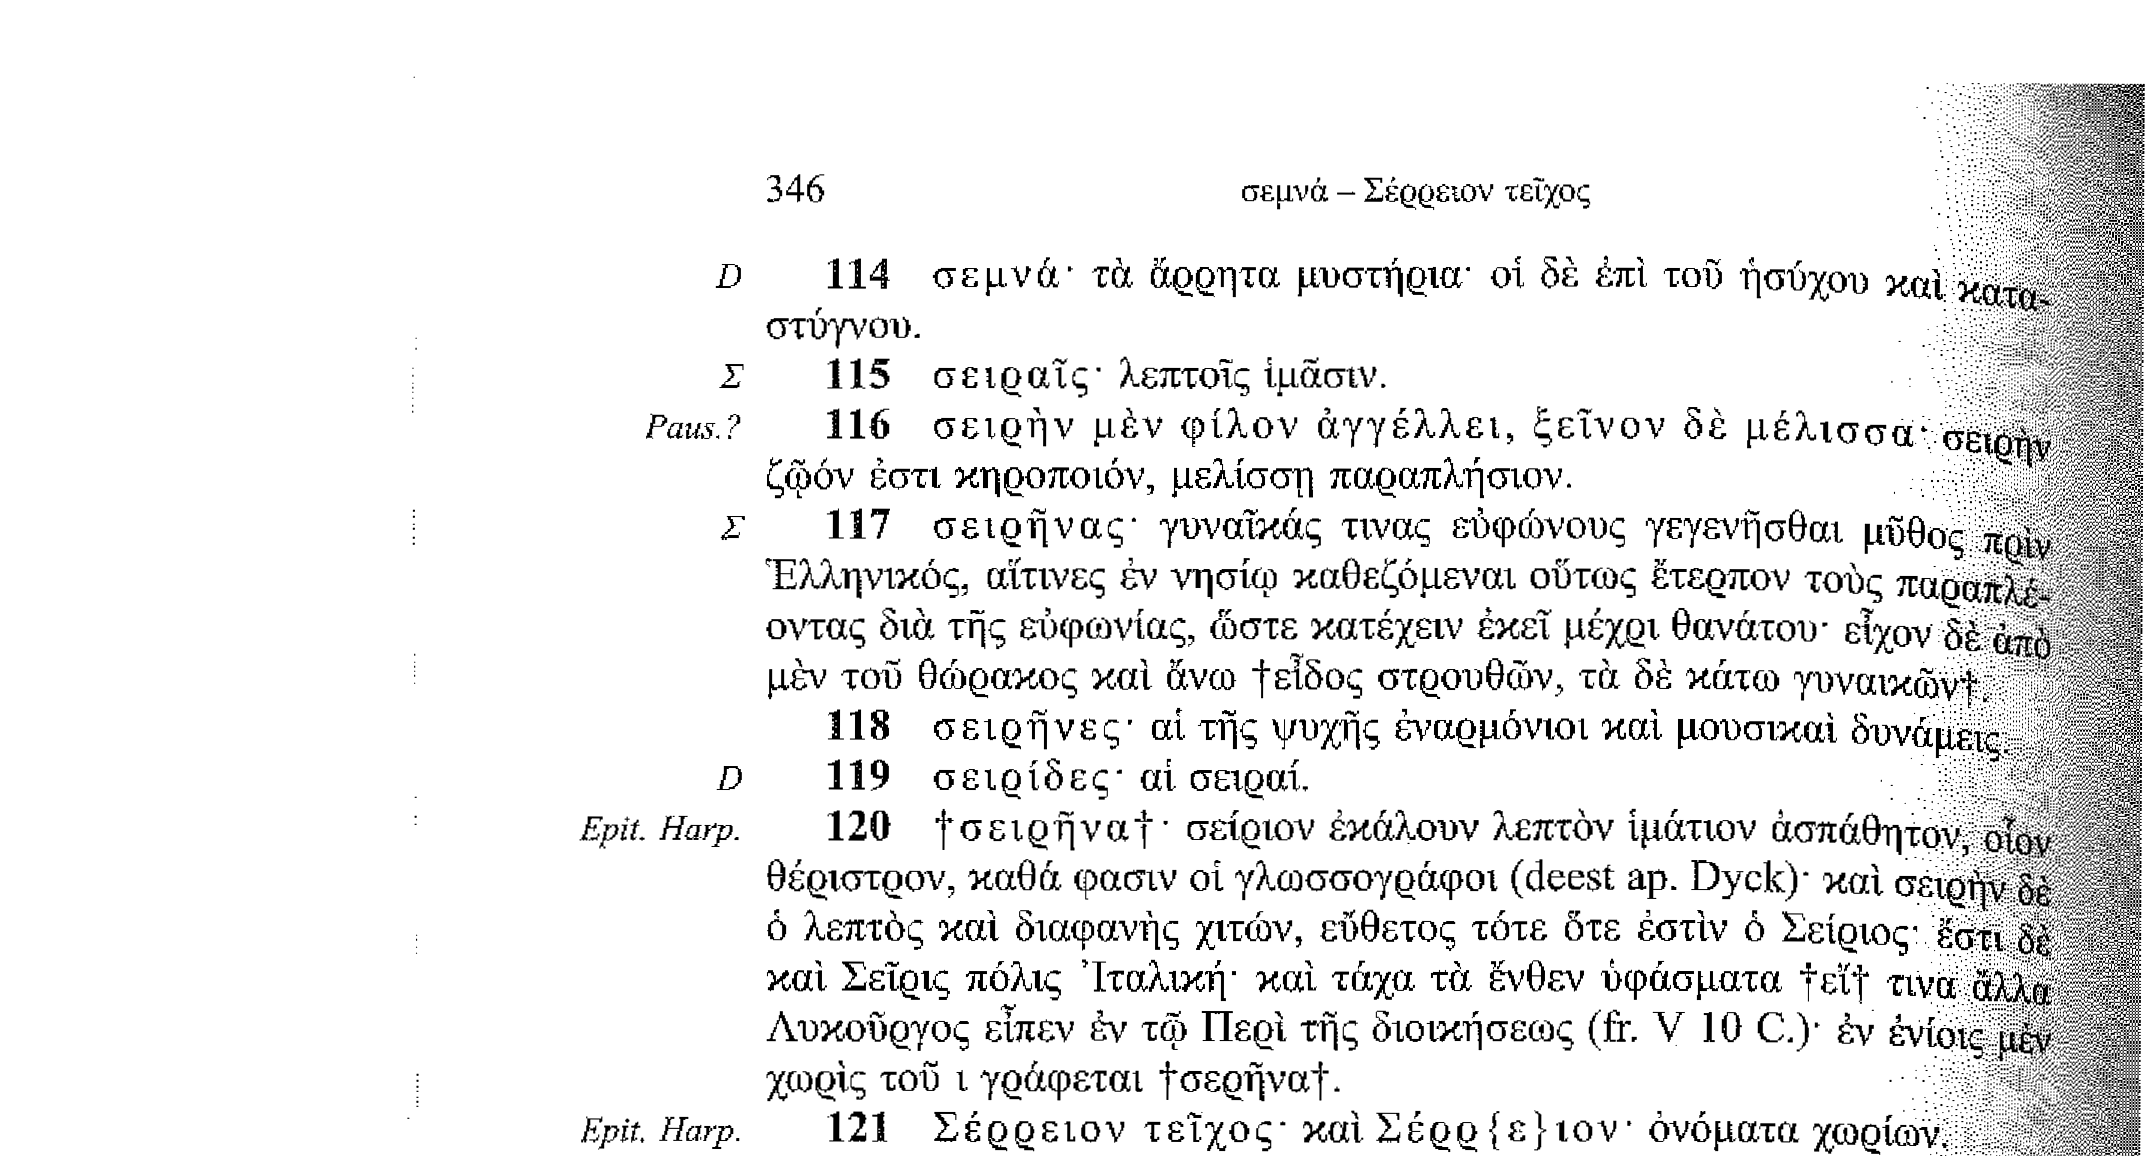 346 σεμνά – Σέρρειον τεῖχος
D 114 σεμνά· τὰ ἄρρητα μυστήρια· οἱ δὲ ἐπὶ τοῦ ἡσύχου καὶ κατα-
στύγνου.
Σ 115 σειραῖς· λεπτοῖς ἱμᾶσιν.
Paus.? 116 σειρὴν μὲν φίλον ἀγγέλλει, ξεῖνον δὲ μέλισσα· σειρὴν
ζῷόν ἐστι κηροποιόν, μελίσσῃ παραπλήσιον.
Σ 117 σειρῆνας· γυναῖκάς τινας εὐφώνους γεγενῆσθαι μῦθος πρὶν
Ἑλληνικός, αἵτινες ἐν νησίῳ καθεζόμεναι οὕτως ἔτερπον τοὺς παραπλέ-
οντας διὰ τῆς εὐφωνίας, ὥστε κατέχειν ἐκεῖ μέχρι θανάτου· εἶχον δὲ ἀπὸ
μὲν τοῦ θώρακος καὶ ἄνω †εἶδος στρουθῶν, τὰ δὲ κάτω γυναικῶν†.
118 σειρῆνες· αἱ τῆς ψυχῆς ἐναρμόνιοι καὶ μουσικαὶ δυνάμεις.
D 119 σειρίδες· αἱ σειραί.
Epit. Harp. 120 †σειρῆνα†· σείριον ἐκάλουν λεπτὸν ἱμάτιον ἀσπάθητον, οἷον
θέριστρον, καθά φασιν οἱ γλωσσογράφοι (deest ap. Dyck)· καὶ σειρὴν δὲ
ὁ λεπτὸς καὶ διαφανὴς χιτών, εὔθετος τότε ὅτε ἐστὶν ὁ Σείριος· ἔστι δὲ
καὶ Σεῖρις πόλις Ἰταλική· καὶ τάχα τὰ ἔνθεν ὑφάσματα †εἴ† τινα ἄλλα
Λυκοῦργος εἶπεν ἐν τῷ Περὶ τῆς διοικήσεως (fr. V 10 C.)· ἐν ἐνίοις μὲν
χωρὶς τοῦ ι γράφεται †σερῆνα†.
Epit. Harp. 121 Σέρρειον τεῖχος· καὶ Σέρρ{ε}ιον· ὀνόματα χωρίων.